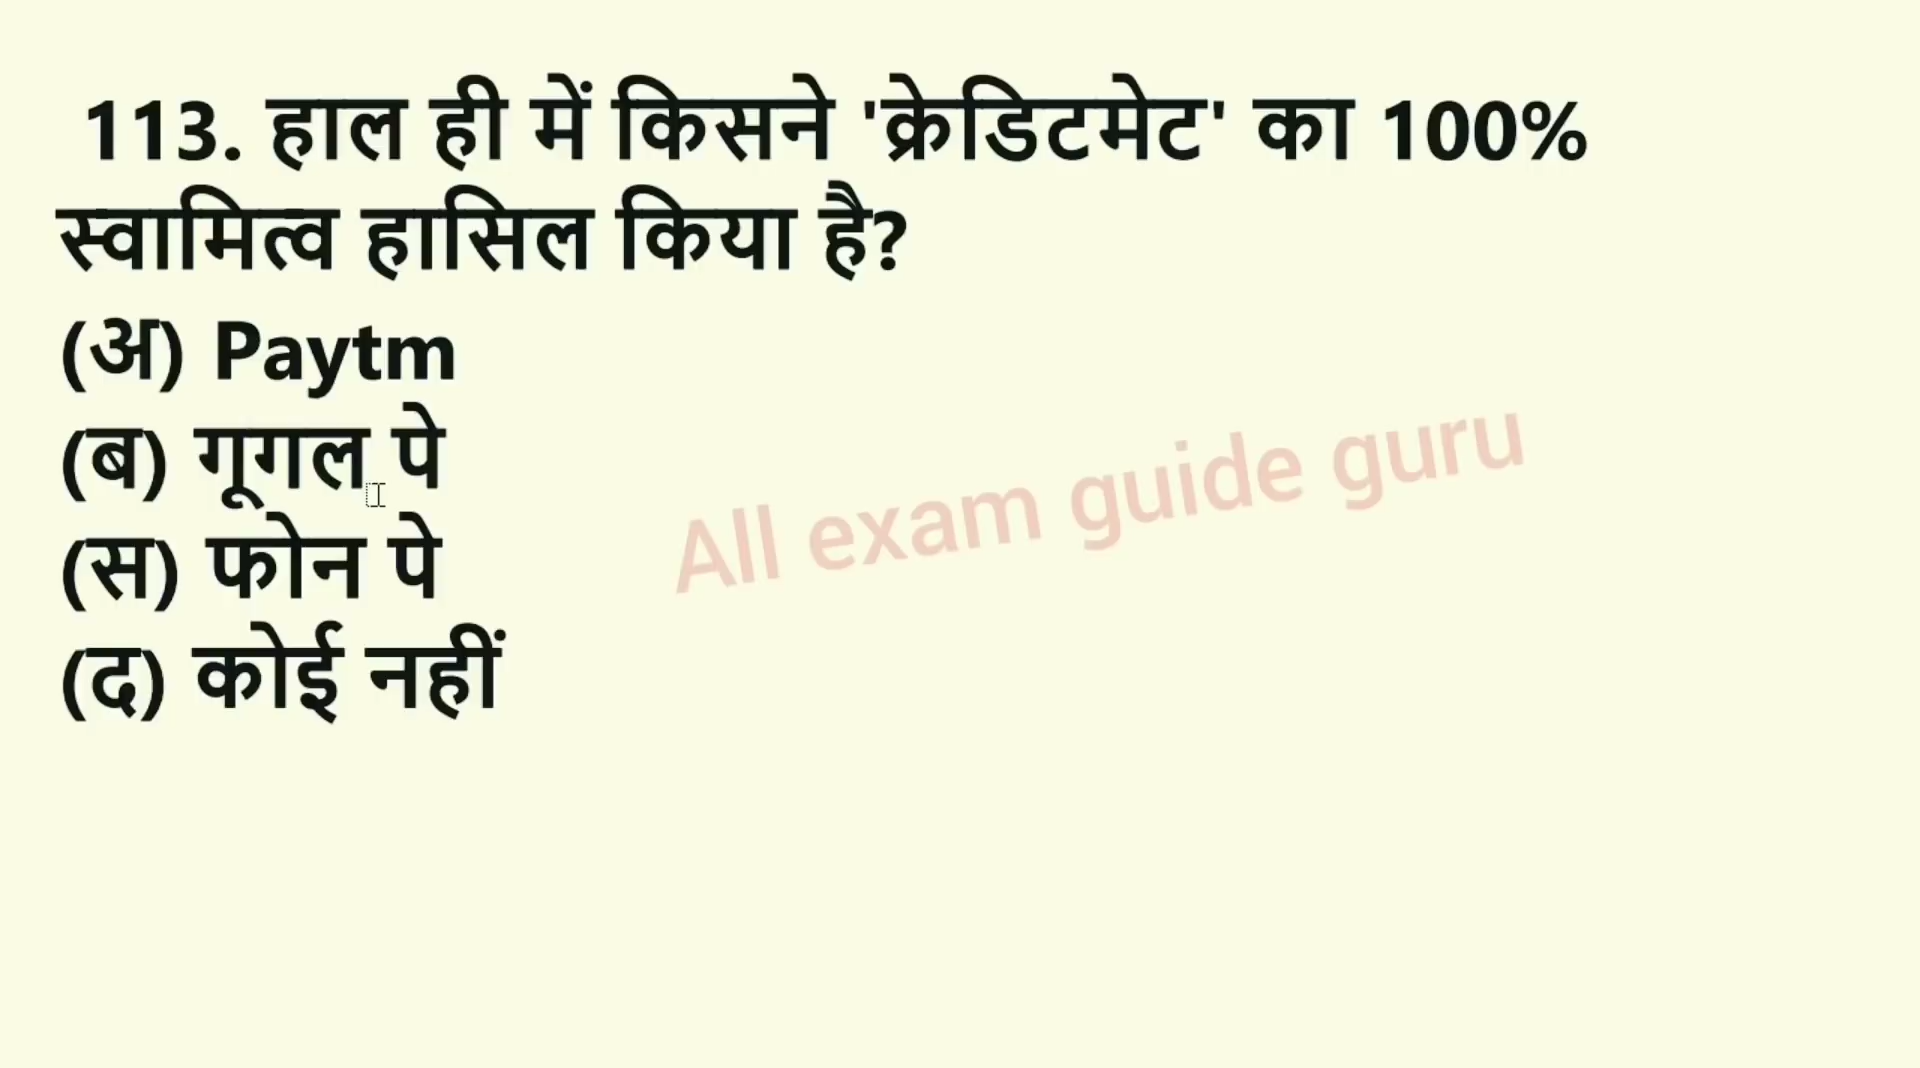 113. हाल ही में किसने 'क्रेडिटमेट' का 100%
स्वामित्व हासिल किया है?
(अ) Paytm
(ब) गूगल पे
(स) फोन पे
(द) कोई नहीं
All exam guide guru